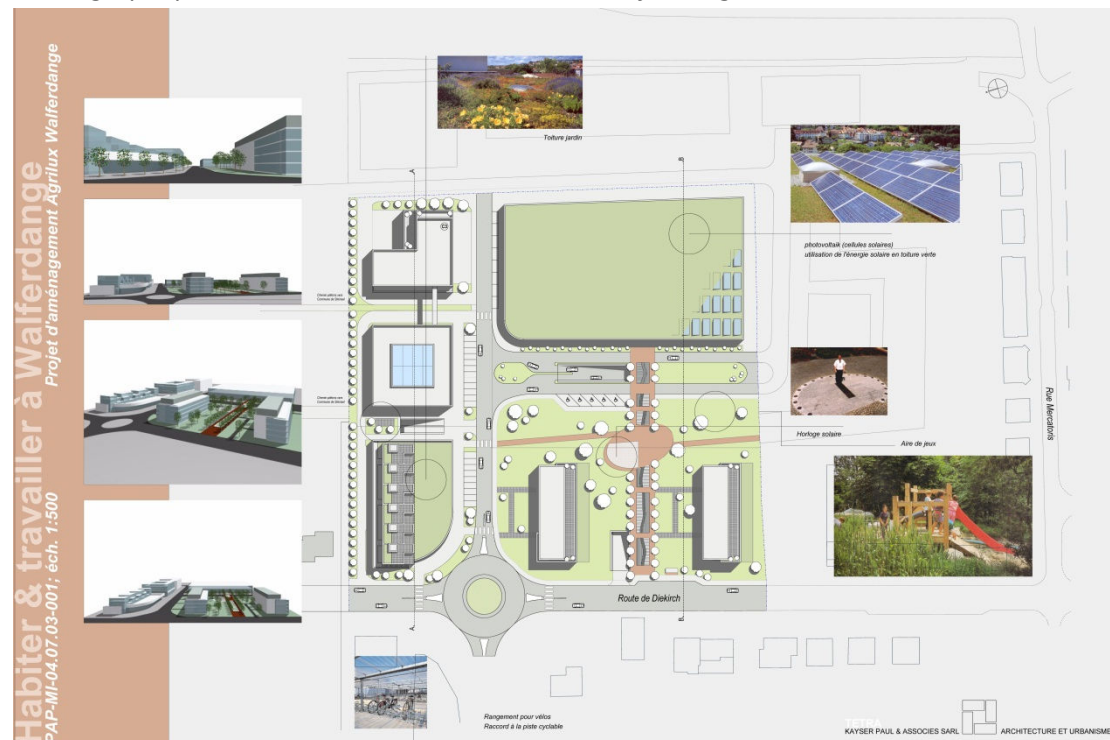 Habiter & travailler à Walferdange
Projet d'aménagement Agrilux Walferdange
PAP-MI-04.07.03-001; éch. 1:500
Toiture jardin
photovoltaik (cellules solaires)
utilisation de l'énergie solaire en toiture verte
Horloge solaire
Aire de jeux
Rue Mercatoris
Route de Diekirch
A
A
B
B
Rangement pour vélos
Raccord à la piste cyclable
TETRA
KAYSER PAUL & ASSOCIES SARL
ARCHITECTURE ET URBANISME